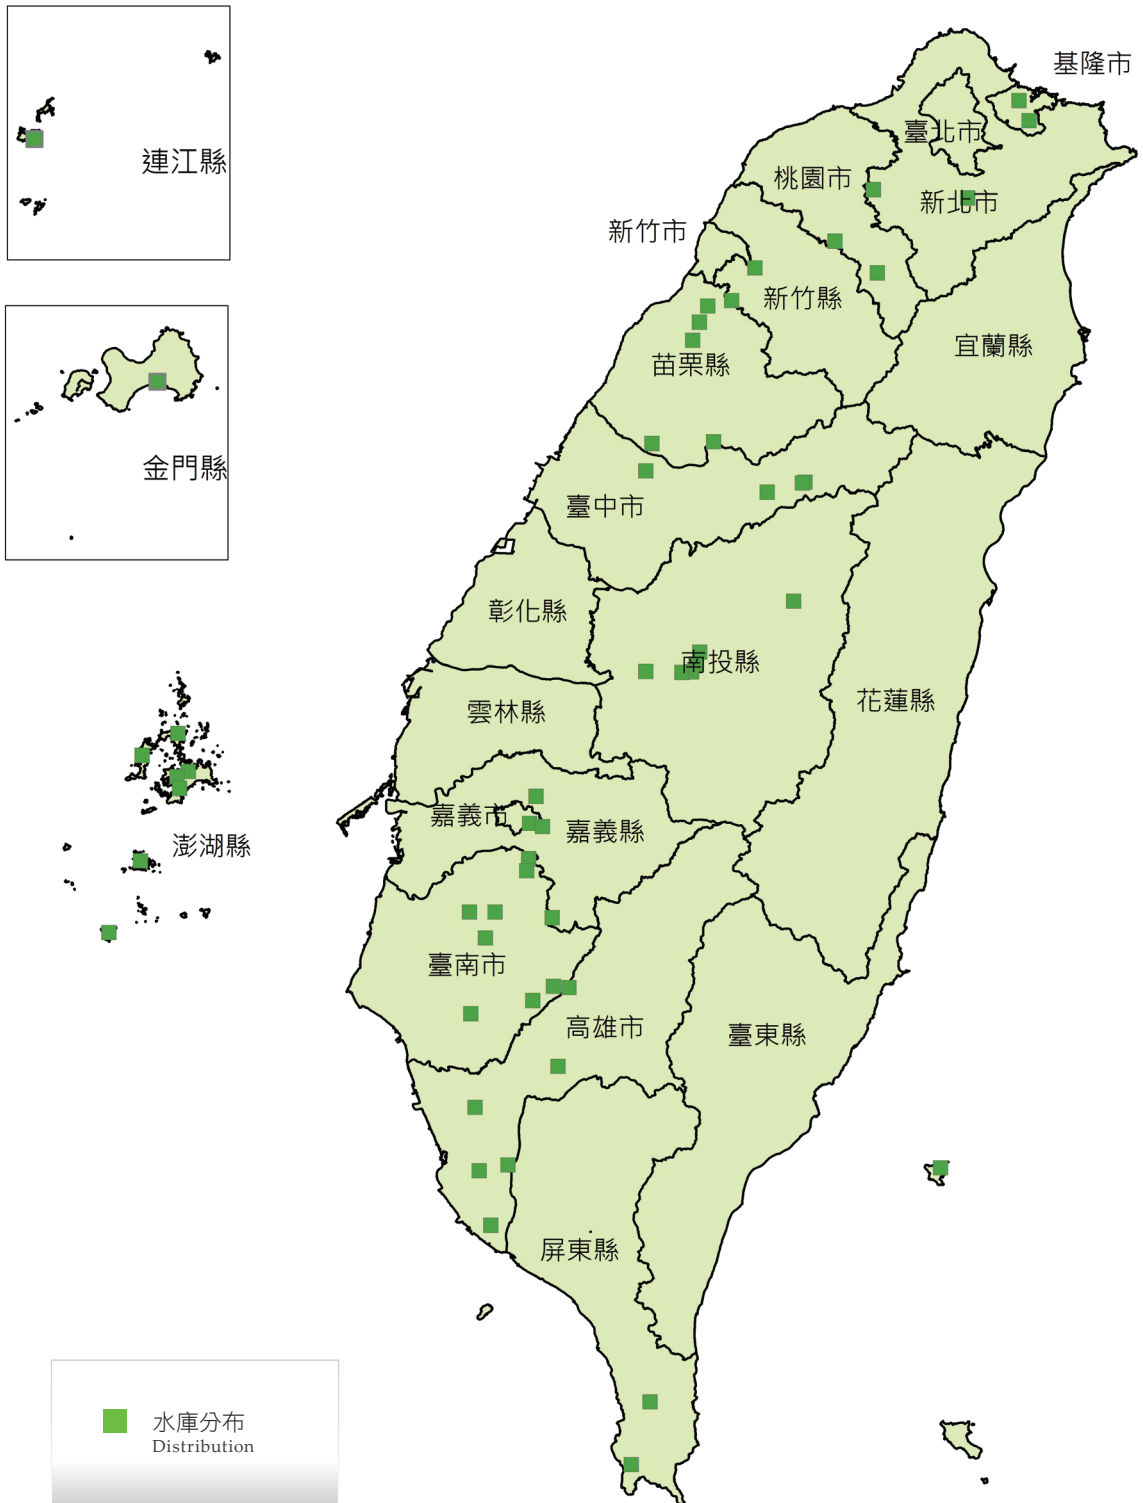 基隆市
臺北市
連江縣
桃園市
新北市
新竹市
新竹縣
宜蘭縣
苗栗縣
金門縣
臺中市
彰化縣
南投縣
花蓮縣
雲林縣
嘉義市
嘉義縣
澎湖縣
臺南市
高雄市
臺東縣
屏東縣
水庫分布
Distribution